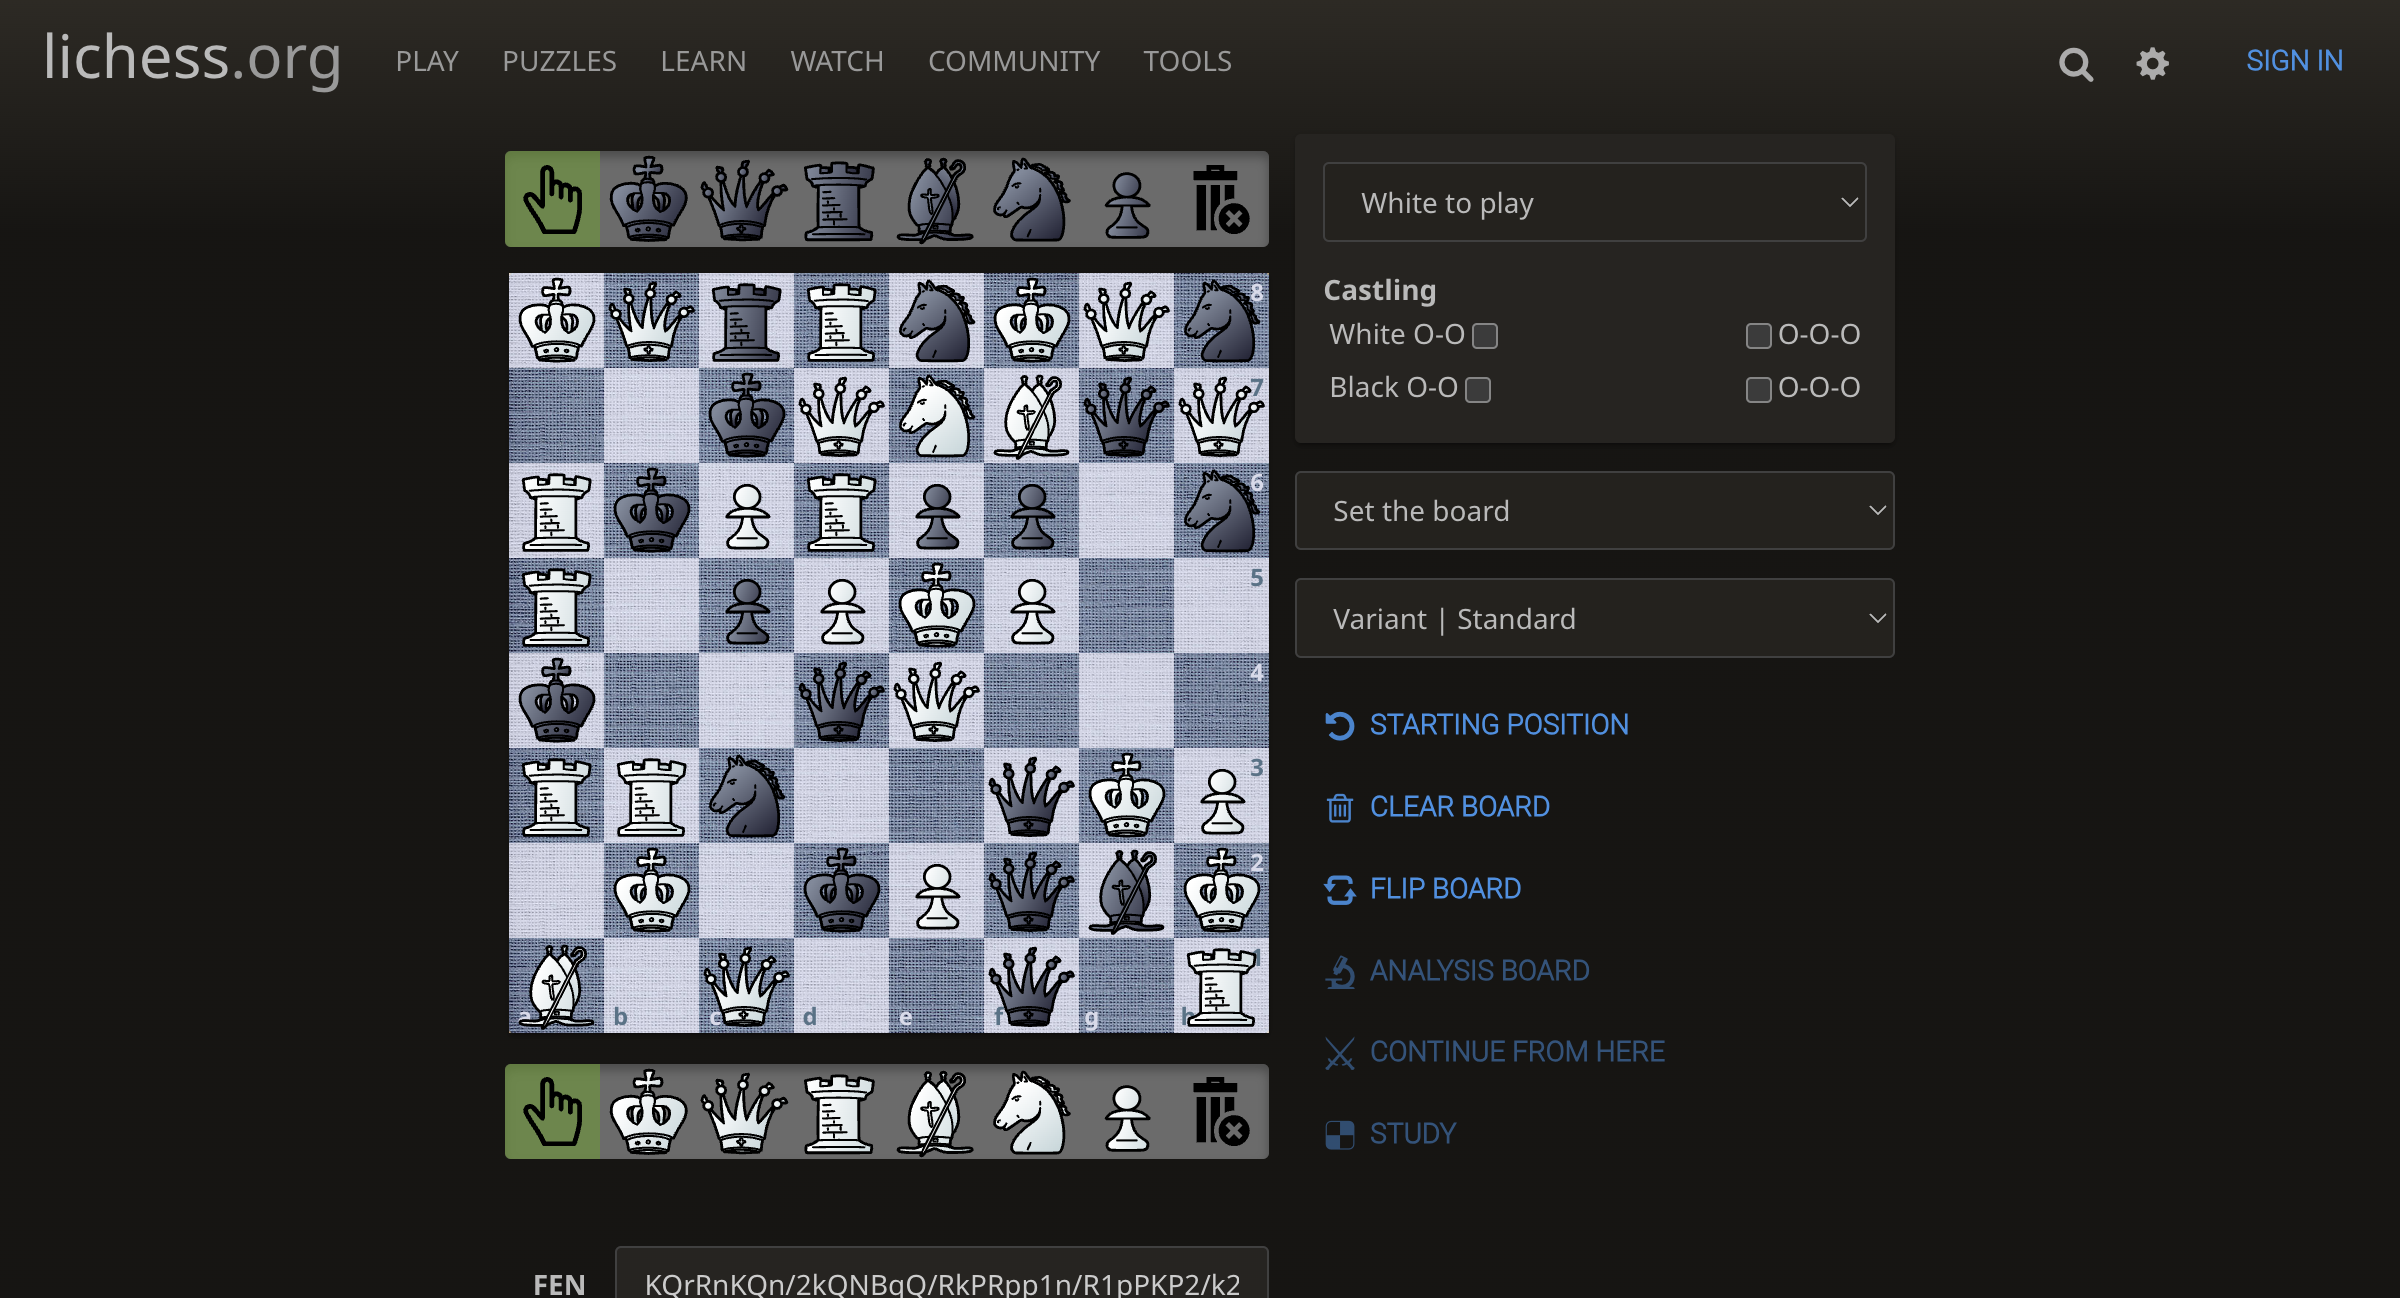 lichess.org PLAY PUZZLES LEARN WATCH COMMUNITY TOOLS SIGN IN
White to play
Castling
White O-O O-O-O
Black O-O O-O-O
Set the board
Variant | Standard
STARTING POSITION
CLEAR BOARD
FLIP BOARD
ANALYSIS BOARD
CONTINUE FROM HERE
STUDY
8
7
6
5
4
3
2
1
a b c d e f g h
FEN KQrRnKQn/2kQNBqQ/RkPRpp1n/R1pPKP2/k2